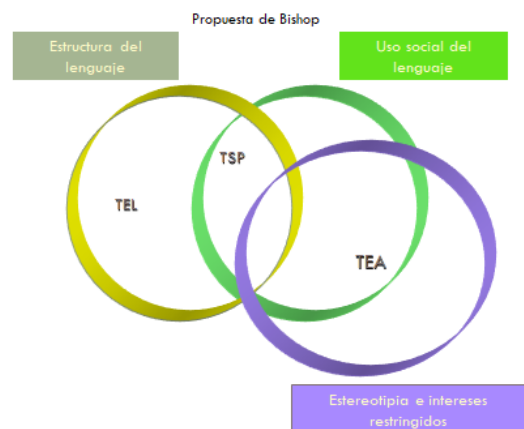 Propuesta de Bishop
Estructura del
lenguaje
Uso social del
lenguaje
TSP
TEL
TEA
Estereotipia e intereses
restringidos